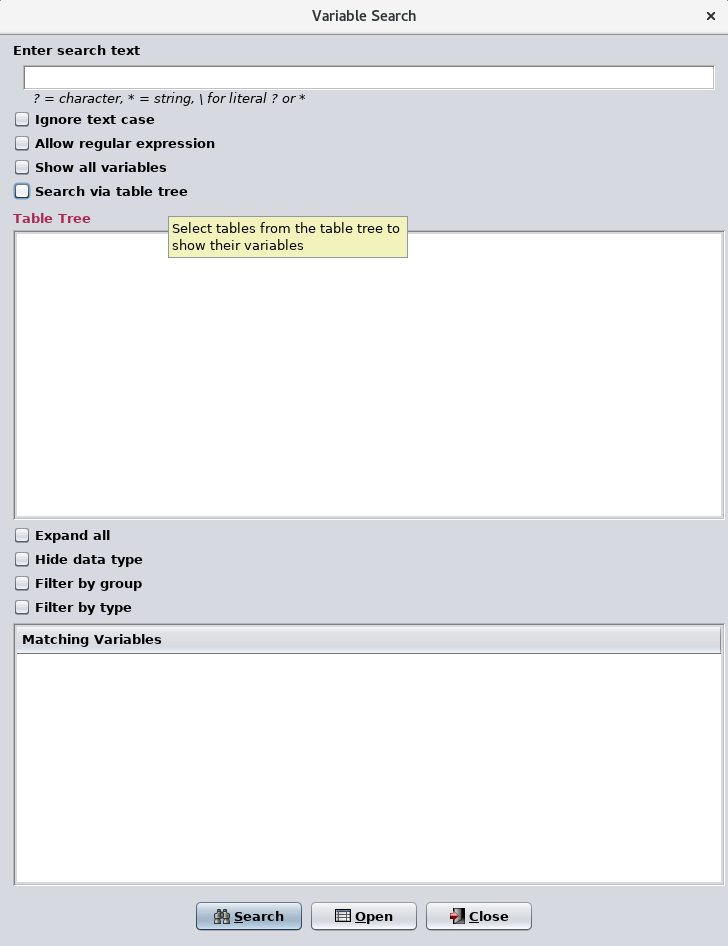 Variable Search
Enter search text
? = character, * = string, \ for literal ? or *
Ignore text case
Allow regular expression
Show all variables
Search via table tree
Table Tree
Select tables from the table tree to
show their variables
Expand all
Hide data type
Filter by group
Filter by type
Matching Variables
Search Open Close